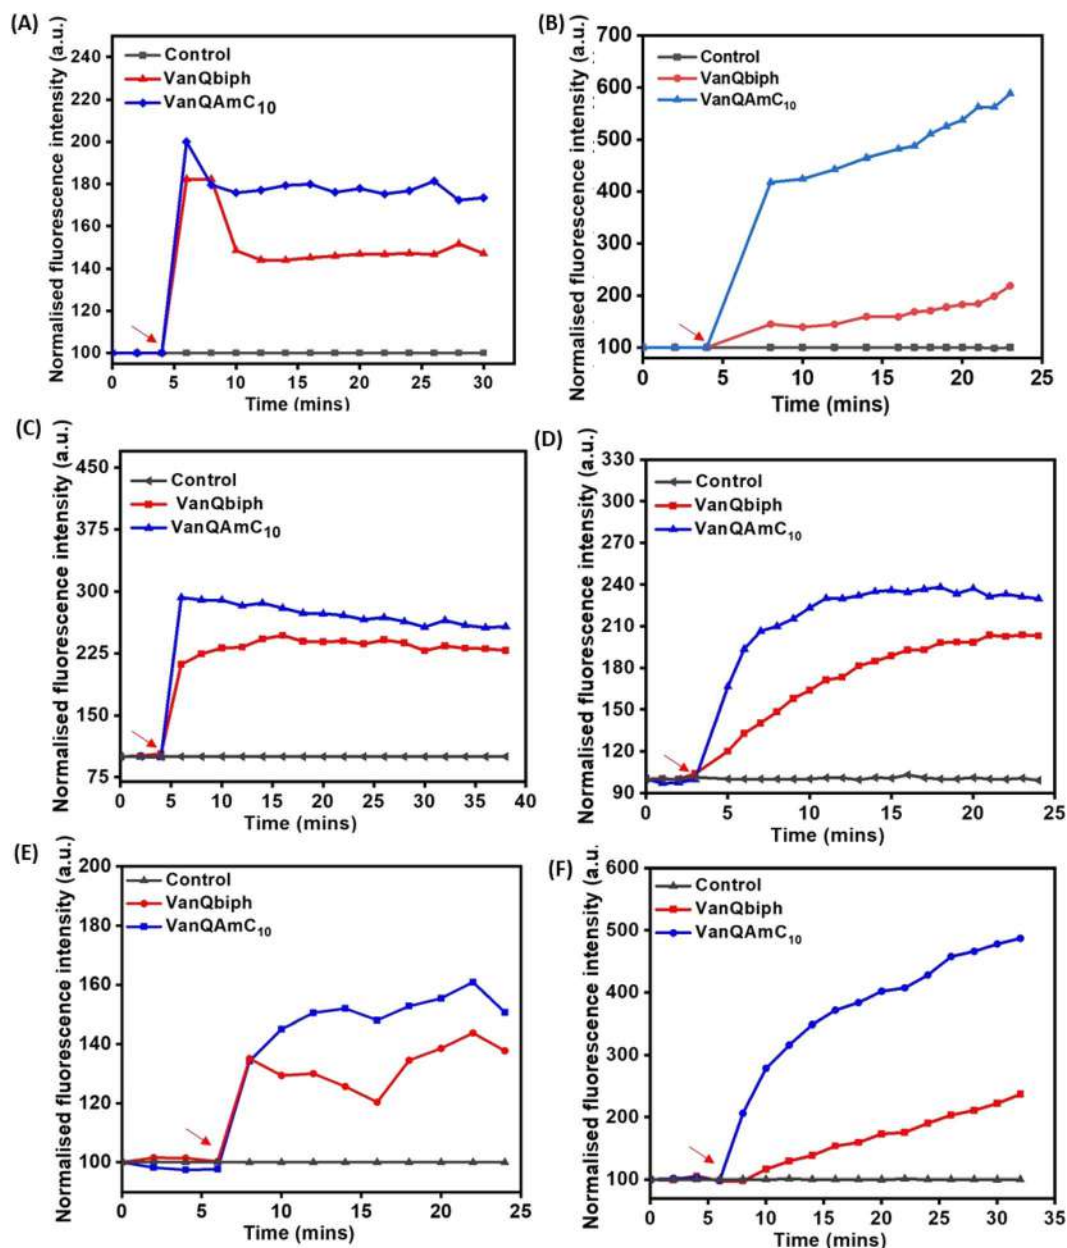 (A)
Normalised fluorescence intensity (a.u.)
240
220
200
180
160
140
120
100
Control
VanQbiph
VanQAmC10
0 5 10 15 20 25 30
Time (mins)
(B)
Normalised fluorescence intensity (a.u.)
700
600
500
400
300
200
100
Control
VanQbiph
VanQAmC10
0 5 10 15 20 25
Time (mins)
(C)
Normalised fluorescence intensity (a.u.)
450
375
300
225
150
75
Control
VanQbiph
VanQAmC10
0 5 10 15 20 25 30 35 40
Time (mins)
(D)
Normalised fluorescence intensity (a.u.)
330
300
270
240
210
180
150
120
90
Control
VanQbiph
VanQAmC10
0 5 10 15 20 25
Time (mins)
(E)
Normalised fluorescence intensity (a.u.)
200
180
160
140
120
100
Control
VanQbiph
VanQAmC10
0 5 10 15 20 25
Time (mins)
(F)
Normalised fluorescence intensity (a.u.
600
500
400
300
200
100
Control
VanQbiph
VanQAmC10
0 5 10 15 20 25 30 35
Time (mins)